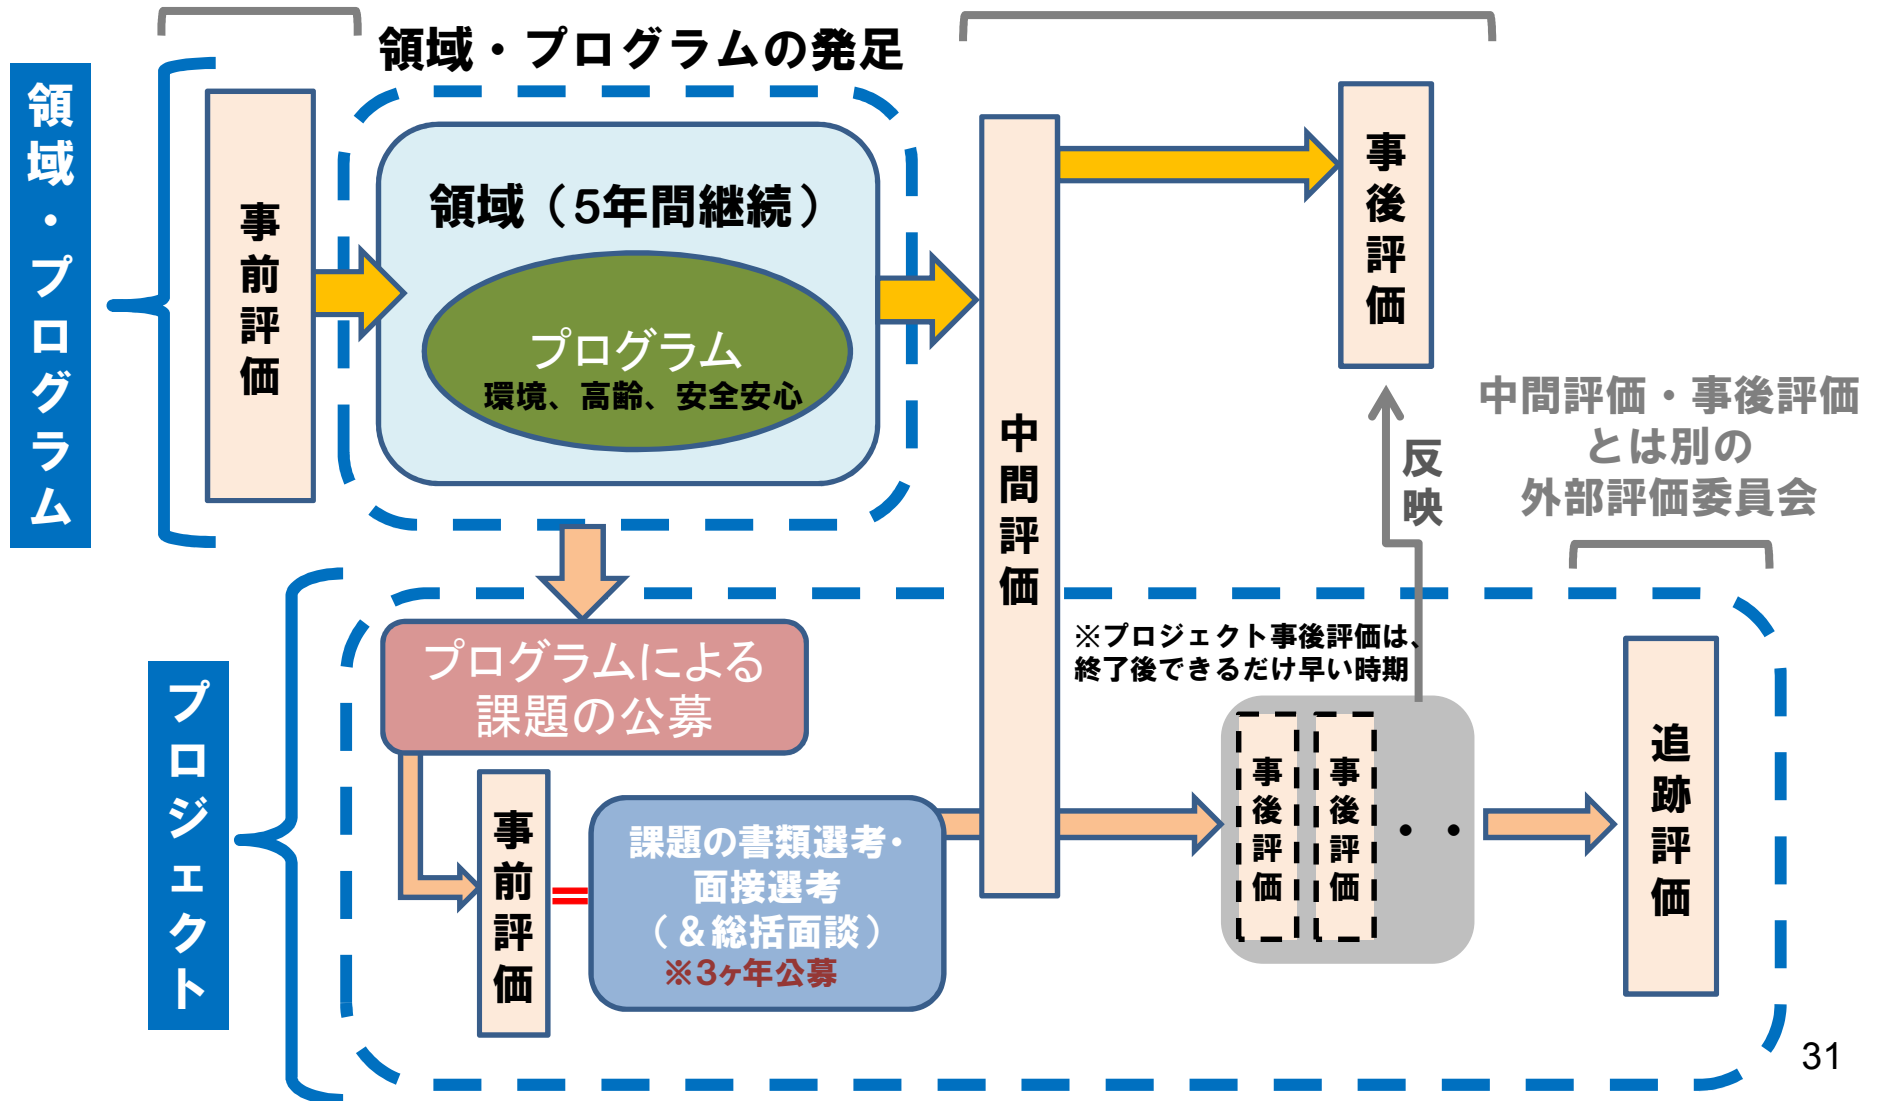 領域・プログラムの発足
領域・プログラム
事前評価
領域（5年間継続）
プログラム
環境、高齢、安全安心
中間評価
事後評価
反映
中間評価・事後評価
とは別の
外部評価委員会
プロジェクト
プログラムによる
課題の公募
事前評価
＝
課題の書類選考・
面接選考
（＆総括面談）
※3ヶ年公募
※プロジェクト事後評価は、
終了後できるだけ早い時期
事後評価
事後評価
・・
追跡評価
31